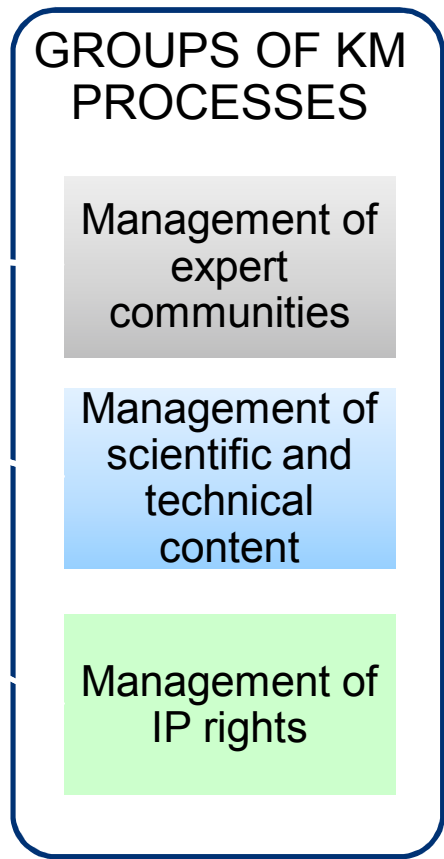 GROUPS OF KM
PROCESSES
Management of
expert
communities
Management of
scientific and
technical
content
Management of
IP rights